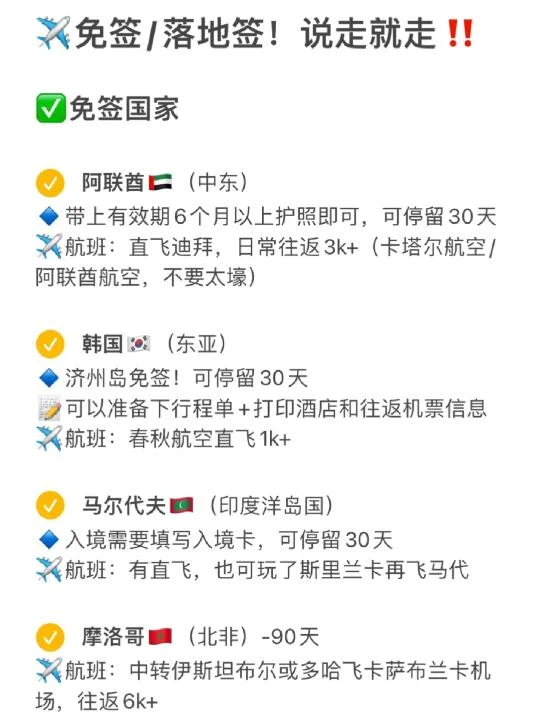 ✈️免签/落地签！说走就走‼️
✅免签国家
阿联酋🇦🇪（中东）
🔹带上有效期6个月以上护照即可，可停留30天
✈️航班：直飞迪拜，日常往返3k+（卡塔尔航空/
阿联酋航空，不要太壕）
韩国🇰🇷（东亚）
🔹济州岛免签！可停留30天
📝可以准备下行程单+打印酒店和往返机票信息
✈️航班：春秋航空直飞1k+
马尔代夫🇲🇻（印度洋岛国）
🔹入境需要填写入境卡，可停留30天
✈️航班：有直飞，也可玩了斯里兰卡再飞马代
摩洛哥🇲🇦（北非）-90天
✈️航班：中转伊斯坦布尔或多哈飞卡萨布兰卡机
场，往返6k+